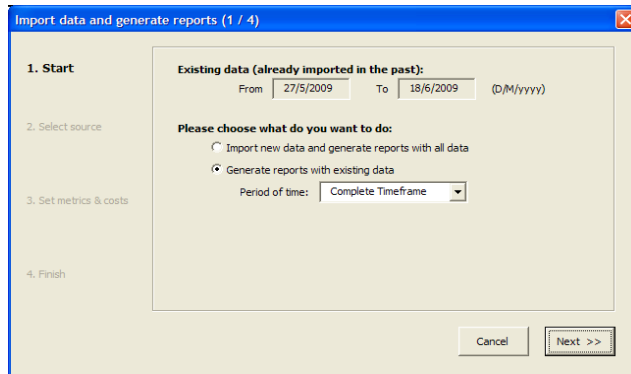 Import data and generate reports (1 / 4)
1. Start
Existing data (already imported in the past):
From 27/5/2009 To 18/6/2009 (D/M/yyyy)
2. Select source
Please choose what do you want to do:
Import new data and generate reports with all data
Generate reports with existing data
Period of time: Complete Timeframe
3. Set metrics & costs
4. Finish
Cancel Next >>